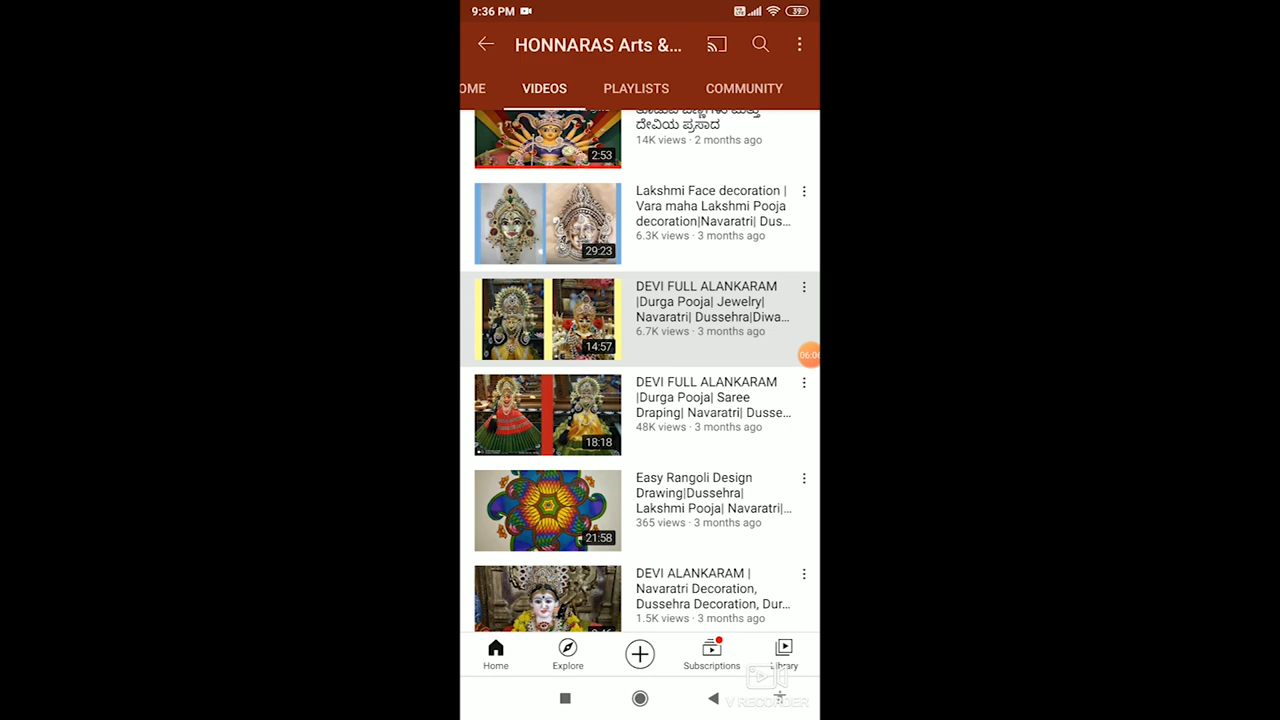 9:36 PM
39
HONNARAS Arts &...
OME
VIDEOS
PLAYLISTS
COMMUNITY
ದೇವಿಯ ಪ್ರಸಾದ
14K views · 2 months ago
2:53
Lakshmi Face decoration |
Vara maha Lakshmi Pooja
decoration|Navaratri| Dus...
6.3K views · 3 months ago
29:23
DEVI FULL ALANKARAM
|Durga Pooja| Jewelry|
Navaratri| Dussehra|Diwa...
6.7K views · 3 months ago
14:57
06:06
DEVI FULL ALANKARAM
|Durga Pooja| Saree
Draping| Navaratri| Dusse...
48K views · 3 months ago
18:18
Easy Rangoli Design
Drawing|Dussehra|
Lakshmi Pooja| Navaratri|...
365 views · 3 months ago
21:58
DEVI ALANKARAM |
Navaratri Decoration,
Dussehra Decoration, Dur...
1.5K views · 3 months ago
Home
Explore
Subscriptions
Library
V RECORDER